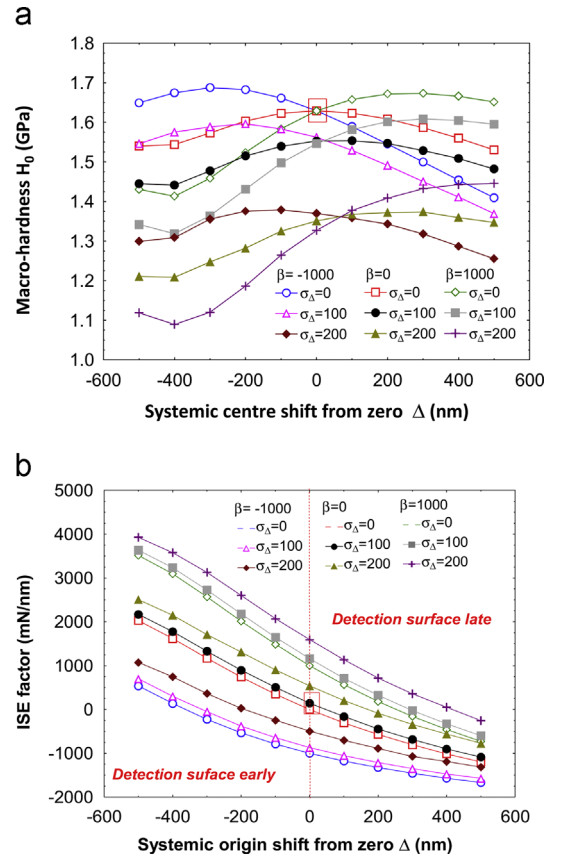 a
1.8
1.7
1.6
1.5
1.4
1.3
1.2
1.1
1.0
Macro-hardness H₀ (GPa)
β= -1000 β=0 β=1000
σΔ=0 σΔ=0 σΔ=0
σΔ=100 σΔ=100 σΔ=100
σΔ=200 σΔ=200 σΔ=200
-600 -400 -200 0 200 400 600
Systemic centre shift from zero Δ (nm)
b
5000
4000
3000
2000
1000
0
-1000
-2000
ISE factor (mN/nm)
β= -1000 β=0 β=1000
σΔ=0 σΔ=0 σΔ=0
σΔ=100 σΔ=100 σΔ=100
σΔ=200 σΔ=200 σΔ=200
Detection surface late
Detection suface early
-600 -400 -200 0 200 400 600
Systemic origin shift from zero Δ (nm)